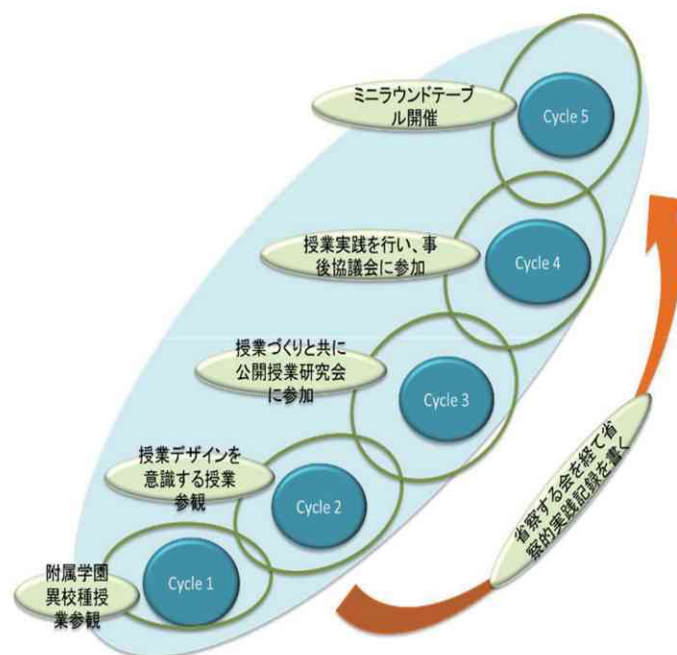 ミニラウンドテーブ
ル開催
Cycle 5
授業実践を行い、事
後協議会に参加
Cycle 4
授業づくりと共に
公開授業研究会
に参加
Cycle 3
授業デザインを
意識する授業
参観
Cycle 2
附属学園
異校種授
業参観
Cycle 1
省察する会を経て省
察的実践記録を書く